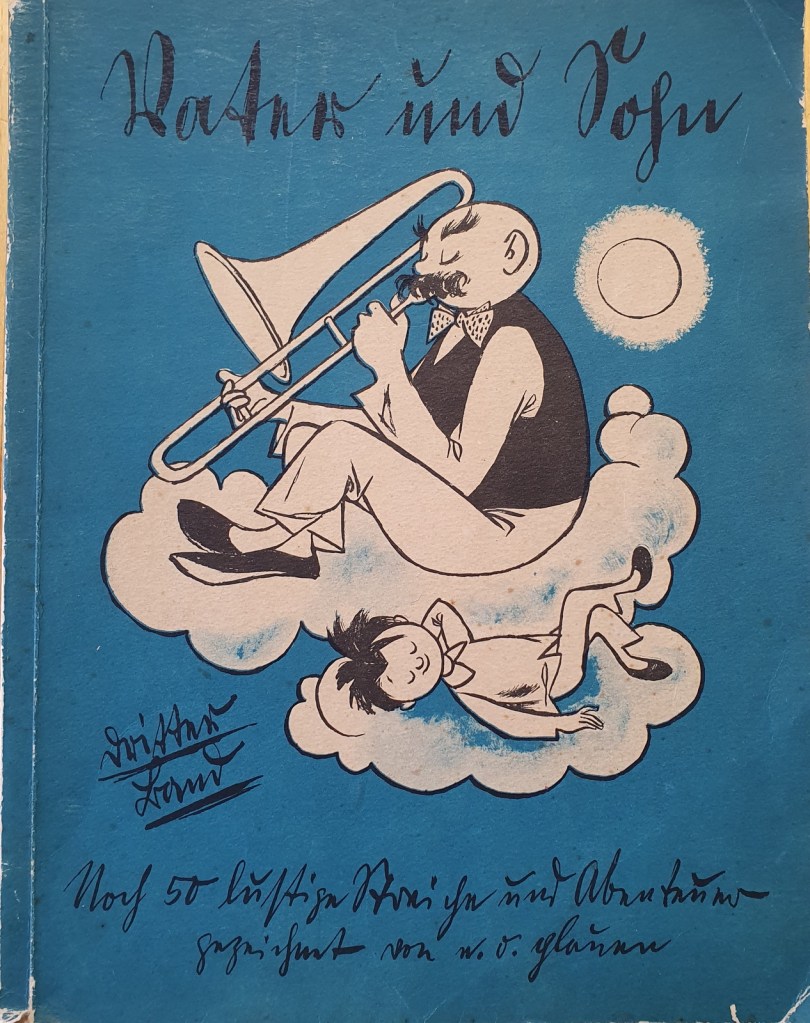 Vater und Sohn
Dritter
Band
Noch 50 lustige Streiche und Abenteuer
gezeichnet von e. o. plauen